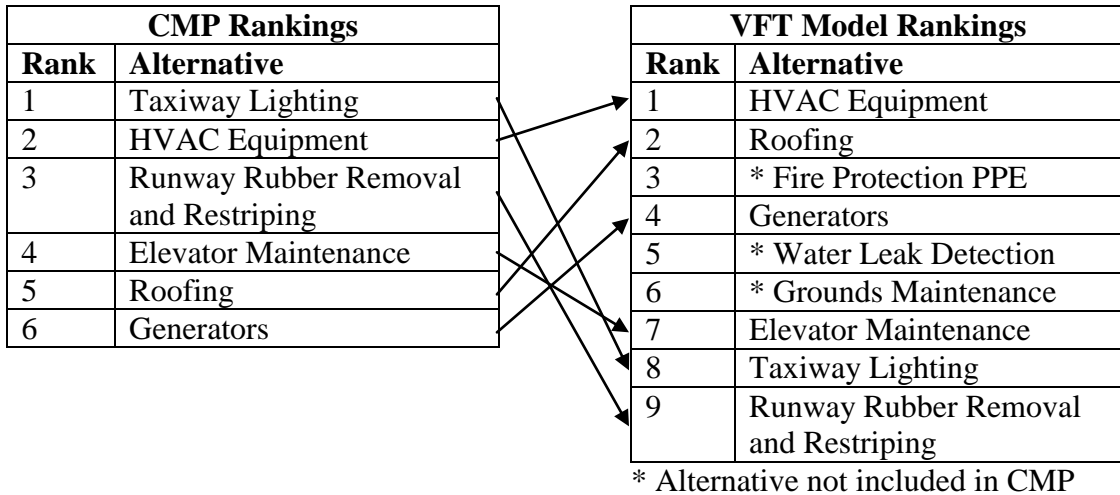 CMP Rankings
Rank Alternative
1 Taxiway Lighting
2 HVAC Equipment
3 Runway Rubber Removal
and Restriping
4 Elevator Maintenance
5 Roofing
6 Generators
VFT Model Rankings
Rank Alternative
1 HVAC Equipment
2 Roofing
3 * Fire Protection PPE
4 Generators
5 * Water Leak Detection
6 * Grounds Maintenance
7 Elevator Maintenance
8 Taxiway Lighting
9 Runway Rubber Removal
and Restriping
* Alternative not included in CMP